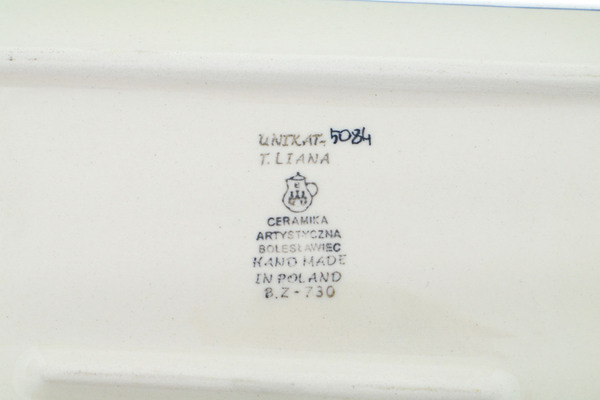 UNIKAT-5084
T. LIANA
CERAMIKA
ARTYSTYCZNA
BOLESŁAWIEC
HAND MADE
IN POLAND
B.Z-730